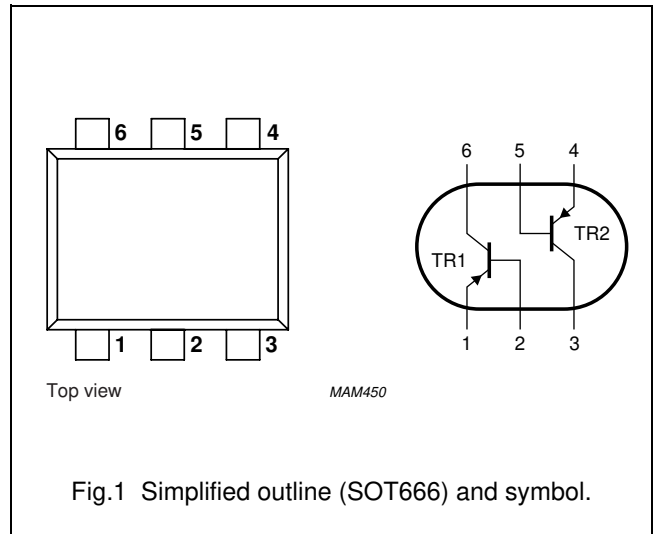 6 5 4
1 2 3
Top view
6 5 4
TR1 TR2
1 2 3
MAM450
Fig.1 Simplified outline (SOT666) and symbol.